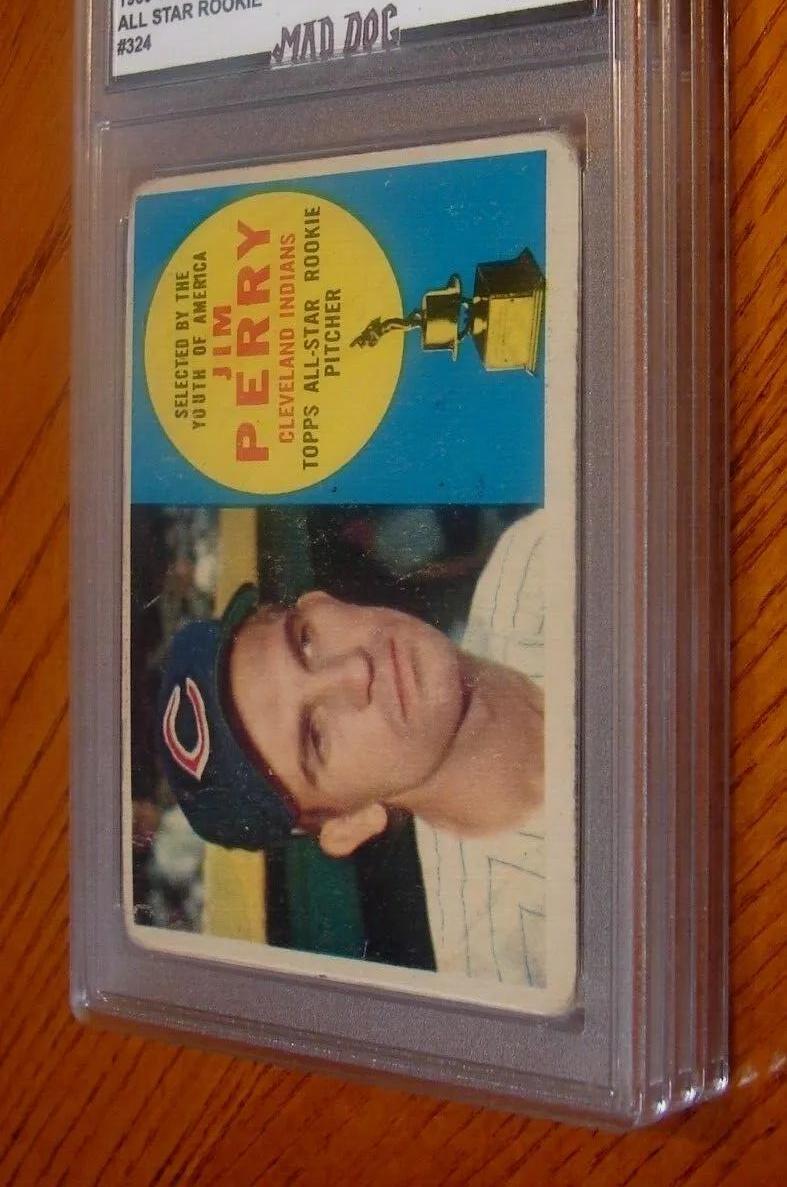 ALL STAR ROOKIE
#324
MAD DOG
SELECTED BY THE
YOUTH OF AMERICA
JIM
PERRY
CLEVELAND INDIANS
TOPPS ALL-STAR ROOKIE
PITCHER
C